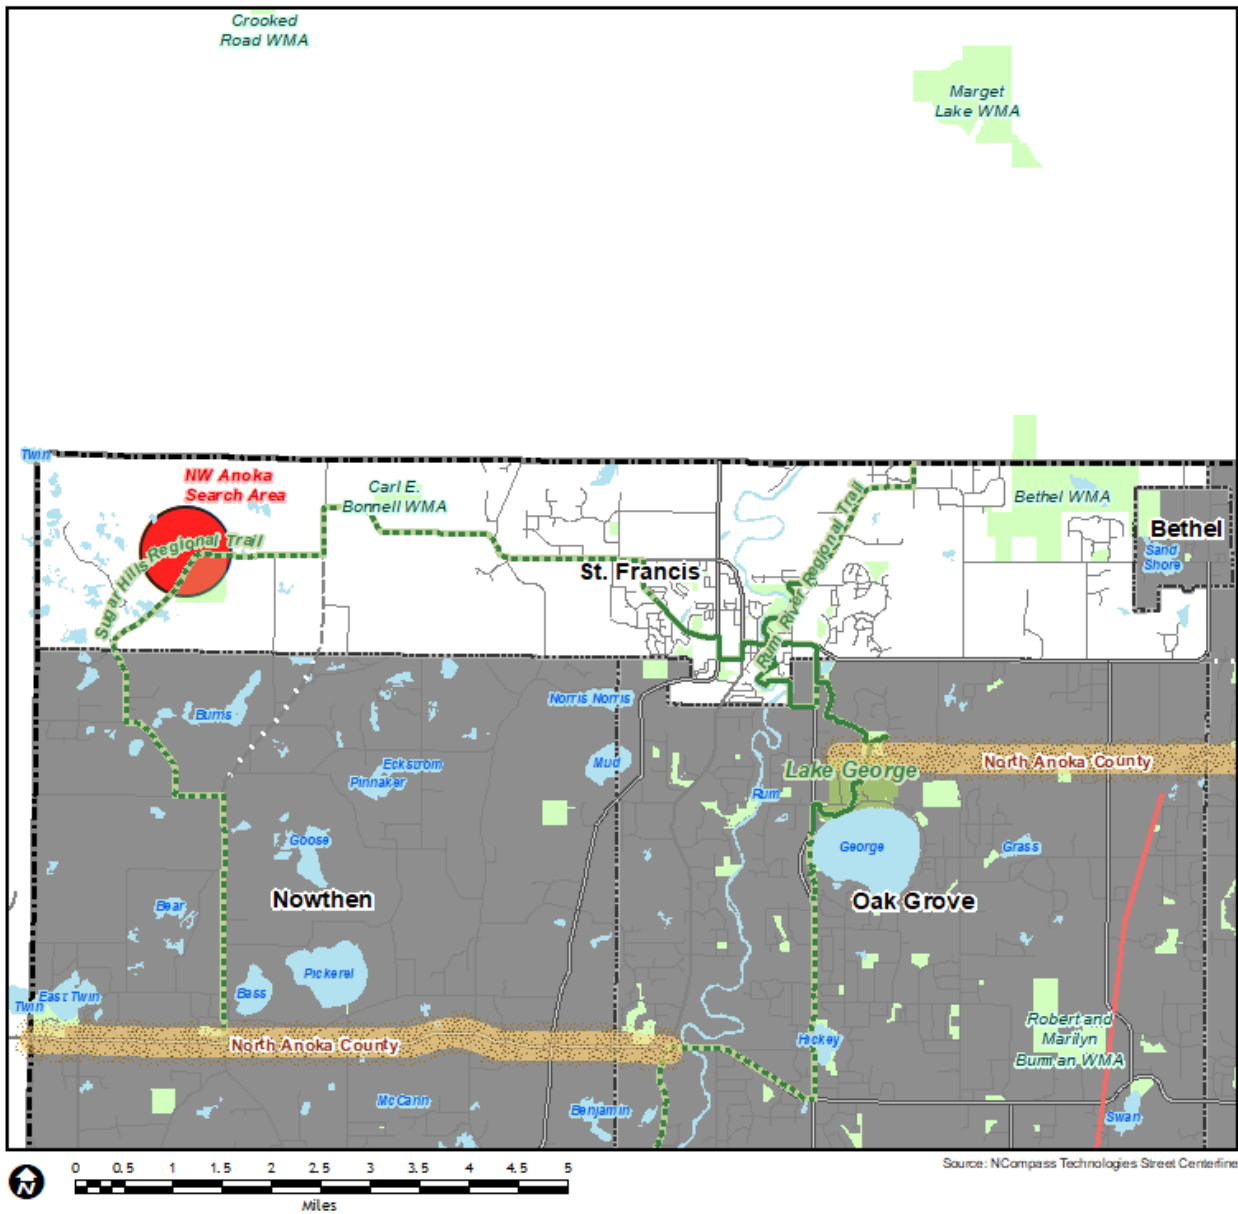 Crooked
Road WMA
Marget
Lake WMA
Twin
NW Anoka
Search Area
Carl E.
Bonnell WMA
Sugar Hills Regional Trail
Rum River Regional Trail
Bethel WMA
Bethel
Sand
Shore
St. Francis
Norris Norris
Burns
Eckstrom
Pinnaker
Mud
Lake George
North Anoka County
Rum
Goose
George
Grass
Nowthen
Oak Grove
Bear
Pickerel
Bass
East Twin
Twin
Robert and
Marilyn
Burman WMA
Hickey
North Anoka County
McCann
Benjamin
Swan
Source: NCompass Technologies Street Centerline
N
0 0.5 1 1.5 2 2.5 3 3.5 4 4.5 5
Miles